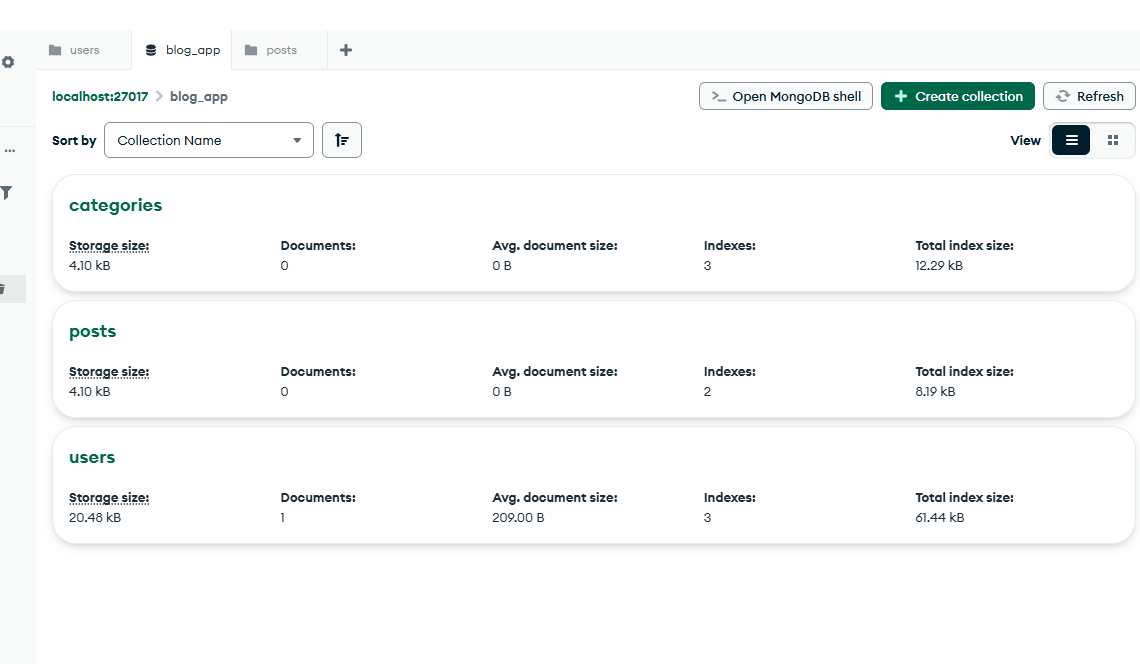 users blog_app posts
localhost:27017 blog_app
Open MongoDB shell Create collection Refresh
Sort by Collection Name View
categories
Storage size: Documents: Avg. document size: Indexes: Total index size:
4.10 kB 0 0 B 3 12.29 kB
posts
Storage size: Documents: Avg. document size: Indexes: Total index size:
4.10 kB 0 0 B 2 8.19 kB
users
Storage size: Documents: Avg. document size: Indexes: Total index size:
20.48 kB 1 209.00 B 3 61.44 kB